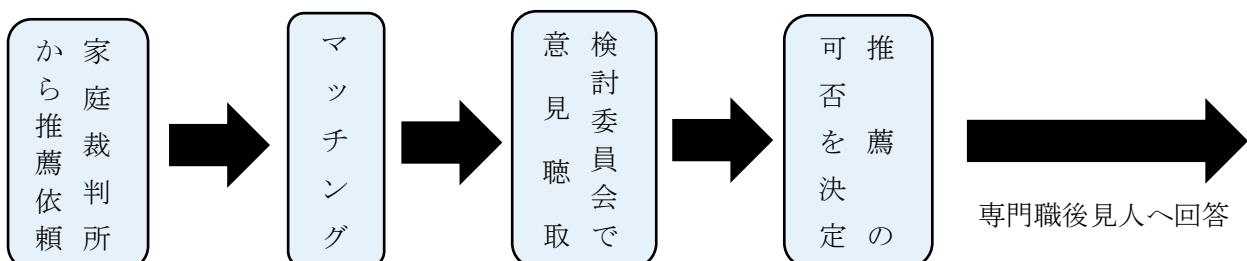 家庭裁判所
から推薦依頼
マッチング
検討委員会で
意見聴取
推薦の
可否を決定
専門職後見人へ回答